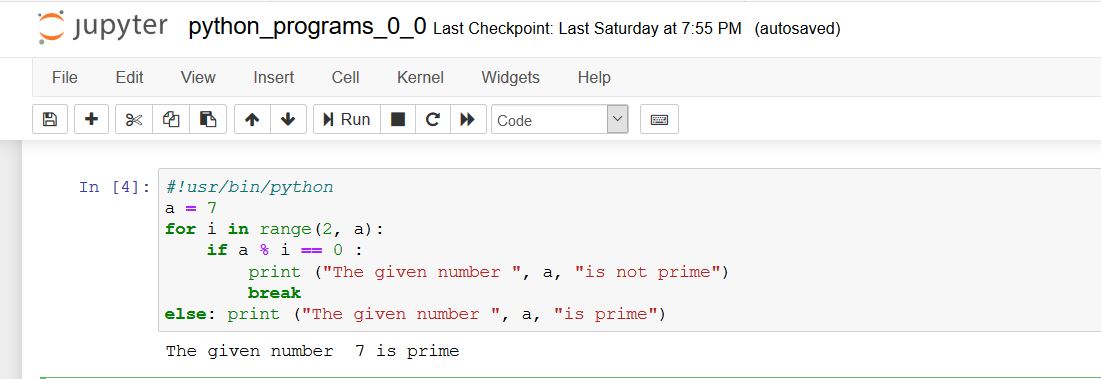 jupyter python_programs_0_0 Last Checkpoint: Last Saturday at 7:55 PM (autosaved)
File Edit View Insert Cell Kernel Widgets Help
Run Code
In [4]: #!usr/bin/python
a = 7
for i in range(2, a):
    if a % i == 0 :
        print ("The given number ", a, "is not prime")
        break
else: print ("The given number ", a, "is prime")
The given number  7 is prime